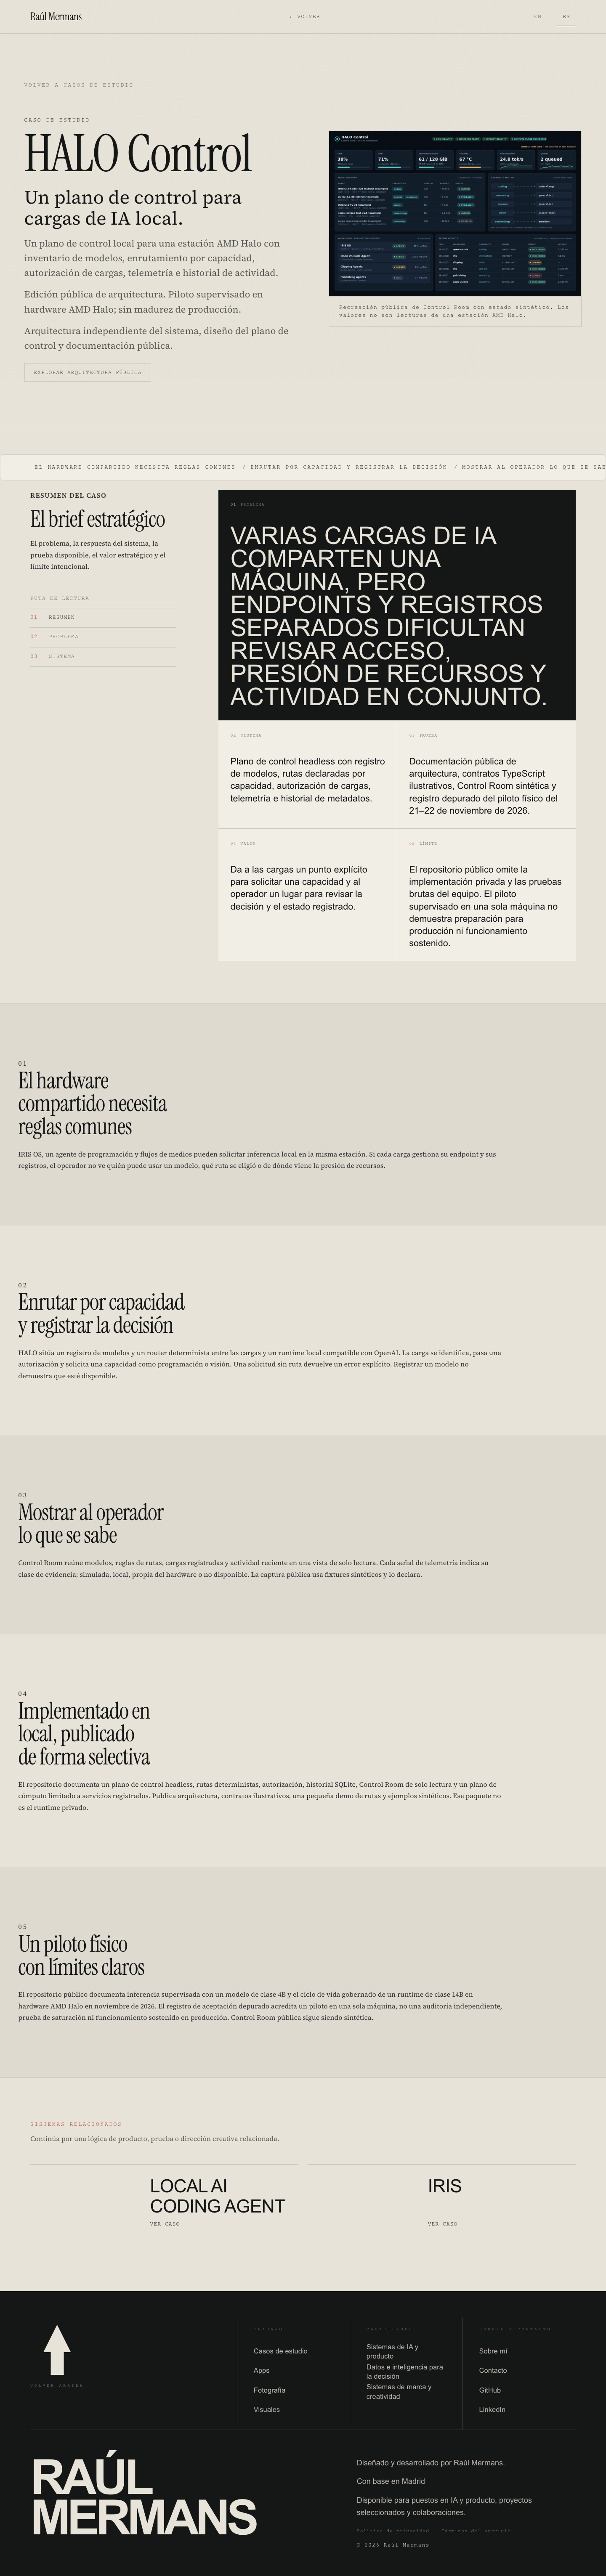 Raúl Mermans
← VOLVER
EN
ES
VOLVER A CASOS DE ESTUDIO
CASO DE ESTUDIO
HALO Control
Un plano de control para
cargas de IA local.
Un plano de control local para una estación AMD Halo con
inventario de modelos, enrutamiento por capacidad,
autorización de cargas, telemetría e historial de actividad.
Edición pública de arquitectura. Piloto supervisado en
hardware AMD Halo; sin madurez de producción.
Arquitectura independiente del sistema, diseño del plano de
control y documentación pública.
EXPLORAR ARQUITECTURA PÚBLICA
HALO Control
38%
71%
61 / 128 GB
67 °C
24.8 tok/s
2 queued
Recreación pública de Control Room con estado sintético. Los
valores no son lecturas de una estación AMD Halo.
EL HARDWARE COMPARTIDO NECESITA REGLAS COMUNES / ENRUTAR POR CAPACIDAD Y REGISTRAR LA DECISIÓN / MOSTRAR AL OPERADOR LO QUE SE SAB
RESUMEN DEL CASO
El brief estratégico
El problema, la respuesta del sistema, la
prueba disponible, el valor estratégico y el
límite intencional.
RUTA DE LECTURA
01 RESUMEN
02 PROBLEMA
03 SISTEMA
01 PROBLEMA
VARIAS CARGAS DE IA
COMPARTEN UNA
MÁQUINA, PERO
ENDPOINTS Y REGISTROS
SEPARADOS DIFICULTAN
REVISAR ACCESO,
PRESIÓN DE RECURSOS Y
ACTIVIDAD EN CONJUNTO.
02 SISTEMA
Plano de control headless con registro
de modelos, rutas declaradas por
capacidad, autorización de cargas,
telemetría e historial de metadatos.
03 PRUEBA
Documentación pública de
arquitectura, contratos TypeScript
ilustrativos, Control Room sintética y
registro depurado del piloto físico del
21–22 de noviembre de 2026.
04 VALOR
Da a las cargas un punto explícito
para solicitar una capacidad y al
operador un lugar para revisar la
decisión y el estado registrado.
05 LÍMITE
El repositorio público omite la
implementación privada y las pruebas
brutas del equipo. El piloto
supervisado en una sola máquina no
demuestra preparación para
producción ni funcionamiento
sostenido.
01
El hardware
compartido necesita
reglas comunes
IRIS OS, un agente de programación y flujos de medios pueden solicitar inferencia local en la misma estación. Si cada carga gestiona su endpoint y sus
registros, el operador no ve quién puede usar un modelo, qué ruta se eligió o de dónde viene la presión de recursos.
02
Enrutar por capacidad
y registrar la decisión
HALO sitúa un registro de modelos y un router determinista entre las cargas y un runtime local compatible con OpenAI. La carga se identifica, pasa una
autorización y solicita una capacidad como programación o visión. Una solicitud sin ruta devuelve un error explícito. Registrar un modelo no
demuestra que esté disponible.
03
Mostrar al operador
lo que se sabe
Control Room reúne modelos, reglas de rutas, cargas registradas y actividad reciente en una vista de solo lectura. Cada señal de telemetría indica su
clase de evidencia: simulada, local, propia del hardware o no disponible. La captura pública usa fixtures sintéticos y lo declara.
04
Implementado en
local, publicado
de forma selectiva
El repositorio documenta un plano de control headless, rutas deterministas, autorización, historial SQLite, Control Room de solo lectura y un plano de
cómputo limitado a servicios registrados. Publica arquitectura, contratos ilustrativos, una pequeña demo de rutas y ejemplos sintéticos. Ese paquete no
es el runtime privado.
05
Un piloto físico
con límites claros
El repositorio público documenta inferencia supervisada con un modelo de clase 4B y el ciclo de vida gobernado de un runtime de clase 14B en
hardware AMD Halo en noviembre de 2026. El registro de aceptación depurado acredita un piloto en una sola máquina, no una auditoría independiente,
prueba de saturación ni funcionamiento sostenido en producción. Control Room pública sigue siendo sintética.
SISTEMAS RELACIONADOS
Continúa por una lógica de producto, prueba o dirección creativa relacionada.
LOCAL AI
CODING AGENT
VER CASO
IRIS
VER CASO
VOLVER ARRIBA
TRABAJO
Casos de estudio
Apps
Fotografía
Visuales
CAPACIDADES
Sistemas de IA y
producto
Datos e inteligencia para
la decisión
Sistemas de marca y
creatividad
PERFIL Y CONTACTO
Sobre mí
Contacto
GitHub
LinkedIn
RAÚL
MERMANS
Diseñado y desarrollado por Raúl Mermans.
Con base en Madrid
Disponible para puestos en IA y producto, proyectos
seleccionados y colaboraciones.
Política de privacidad
Términos del servicio
© 2026 Raúl Mermans